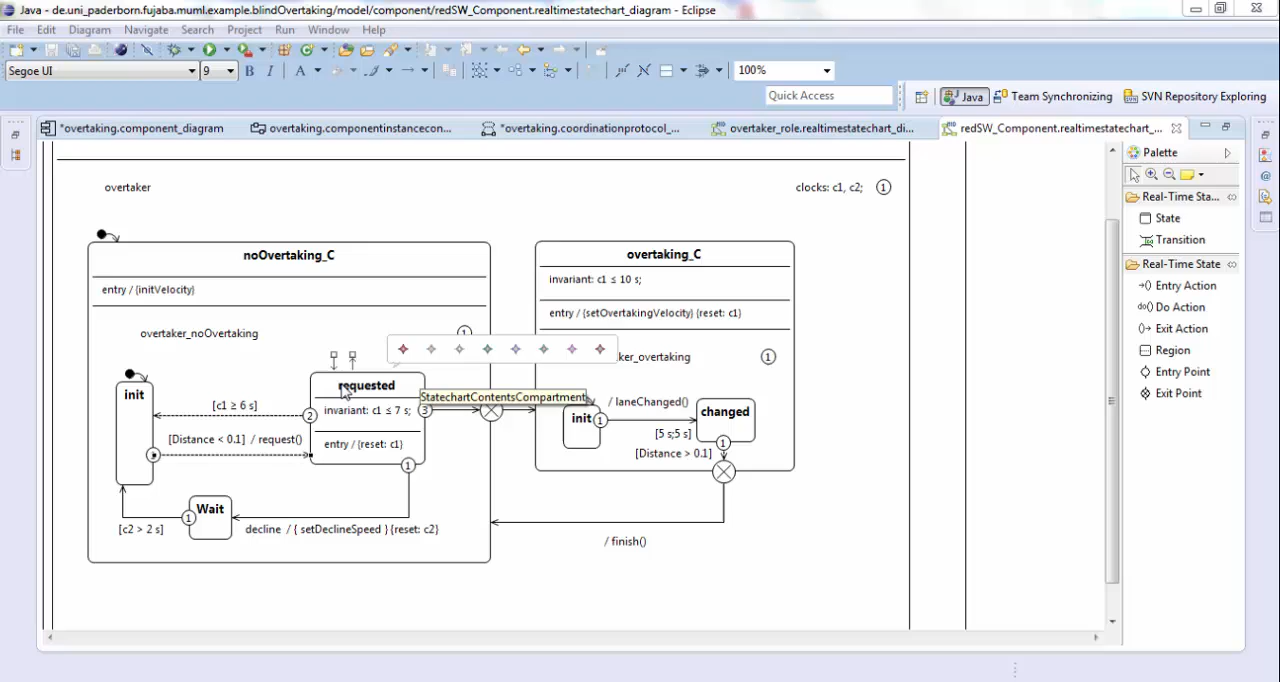 Java - de.uni_paderborn.fujaba.muml.example.blindOvertaking/model/component/redSW_Component.realtimestatechart_diagram - Eclipse
File Edit Diagram Navigate Search Project Run Window Help
Segoe UI 9 B I A 100%
Quick Access Java Team Synchronizing SVN Repository Exploring
*overtaking.component_diagram overtaking.componentinstancecon... *overtaking.coordinationprotocol_... overtaker_role.realtimestatechart_di... redSW_Component.realtimestatechart_...
Palette
Real-Time Sta...
State
Transition
Real-Time State
Entry Action
Do Action
Exit Action
Region
Entry Point
Exit Point
overtaker clocks: c1, c2; 1
noOvertaking_C
entry / {initVelocity}
overtaker_noOvertaking 1
init
[c1 ≥ 6 s]
[Distance < 0.1] / request()
requested
invariant: c1 ≤ 7 s;
entry / {reset: c1}
2
3
1
StatechartContentsCompartment
Wait
1
[c2 > 2 s]
decline / { setDeclineSpeed } {reset: c2}
overtaking_C
invariant: c1 ≤ 10 s;
entry / {setOvertakingVelocity} {reset: c1}
ker_overtaking 1
init 1
/ laneChanged()
[5 s;5 s]
changed
1
[Distance > 0.1]
/ finish()